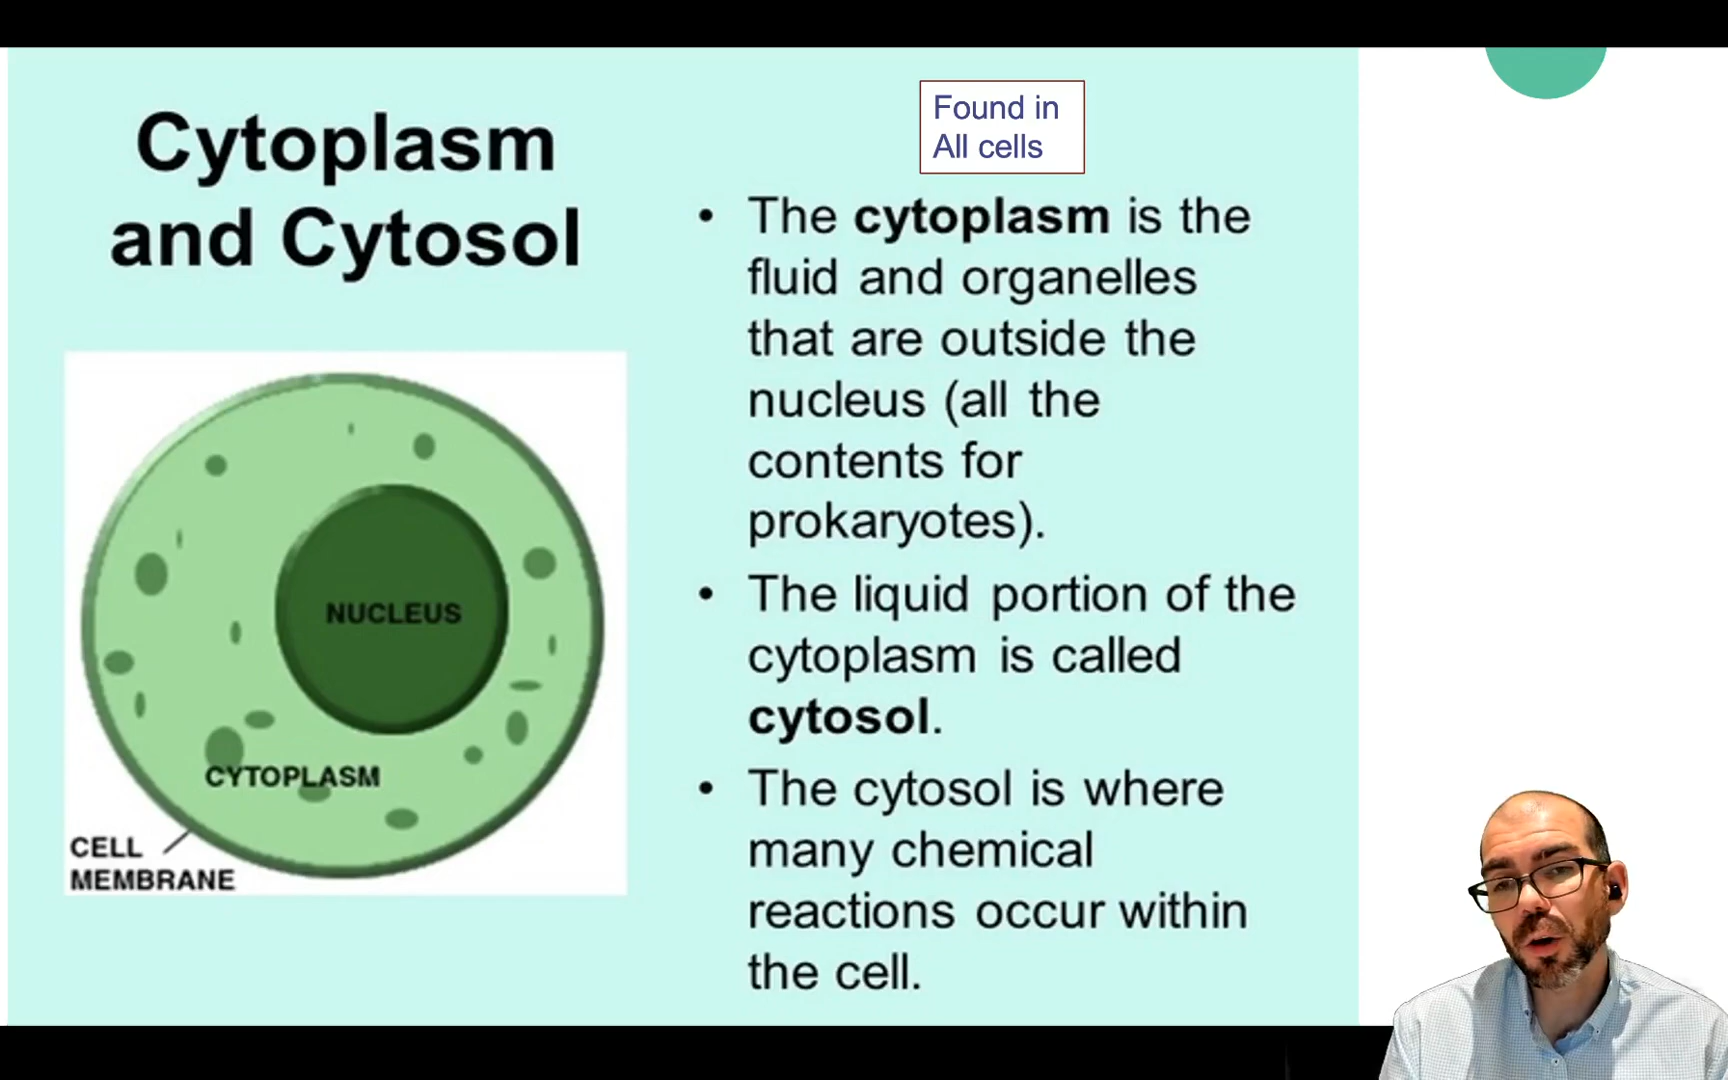 Cytoplasm
and Cytosol
NUCLEUS
CYTOPLASM
CELL
MEMBRANE
Found in
All cells
• The cytoplasm is the
fluid and organelles
that are outside the
nucleus (all the
contents for
prokaryotes).
• The liquid portion of the
cytoplasm is called
cytosol.
• The cytosol is where
many chemical
reactions occur within
the cell.